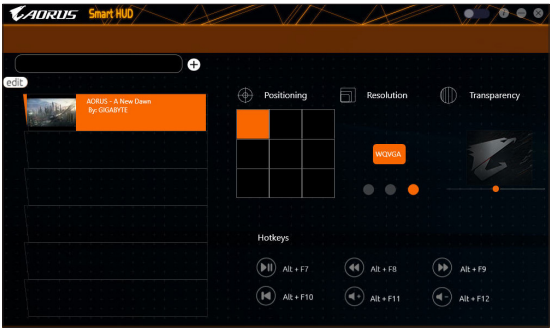 AORUS Smart HUD
edit
AORUS - A New Dawn
By: GIGABYTE
Positioning
Resolution
Transparency
WQVGA
Hotkeys
Alt + F7
Alt + F8
Alt + F9
Alt + F10
Alt + F11
Alt + F12